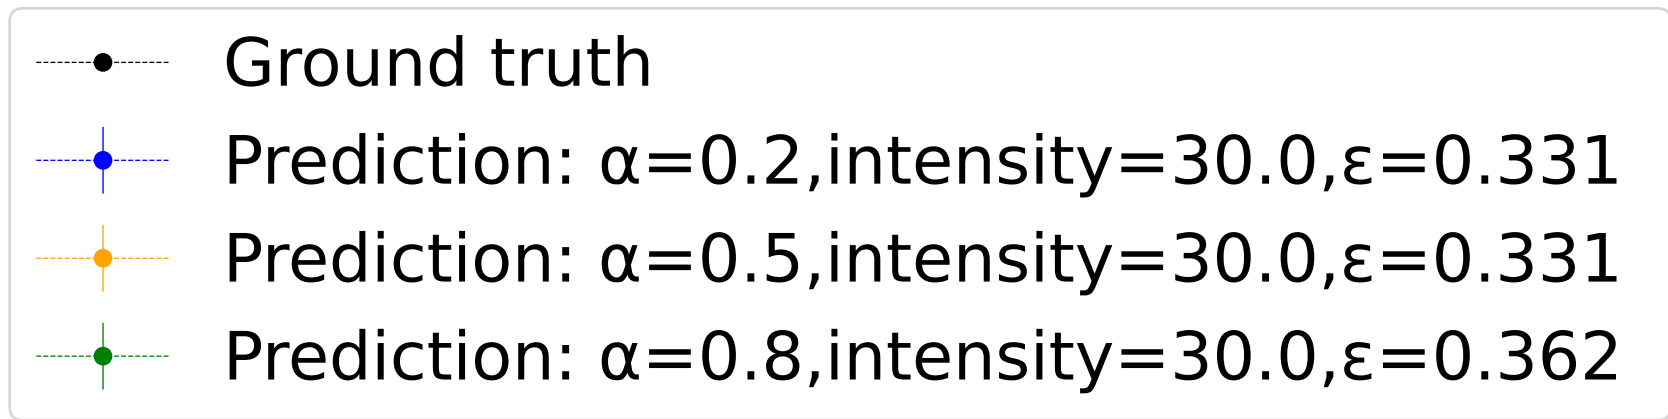 Ground truth
Prediction: α=0.2,intensity=30.0,ε=0.331
Prediction: α=0.5,intensity=30.0,ε=0.331
Prediction: α=0.8,intensity=30.0,ε=0.362